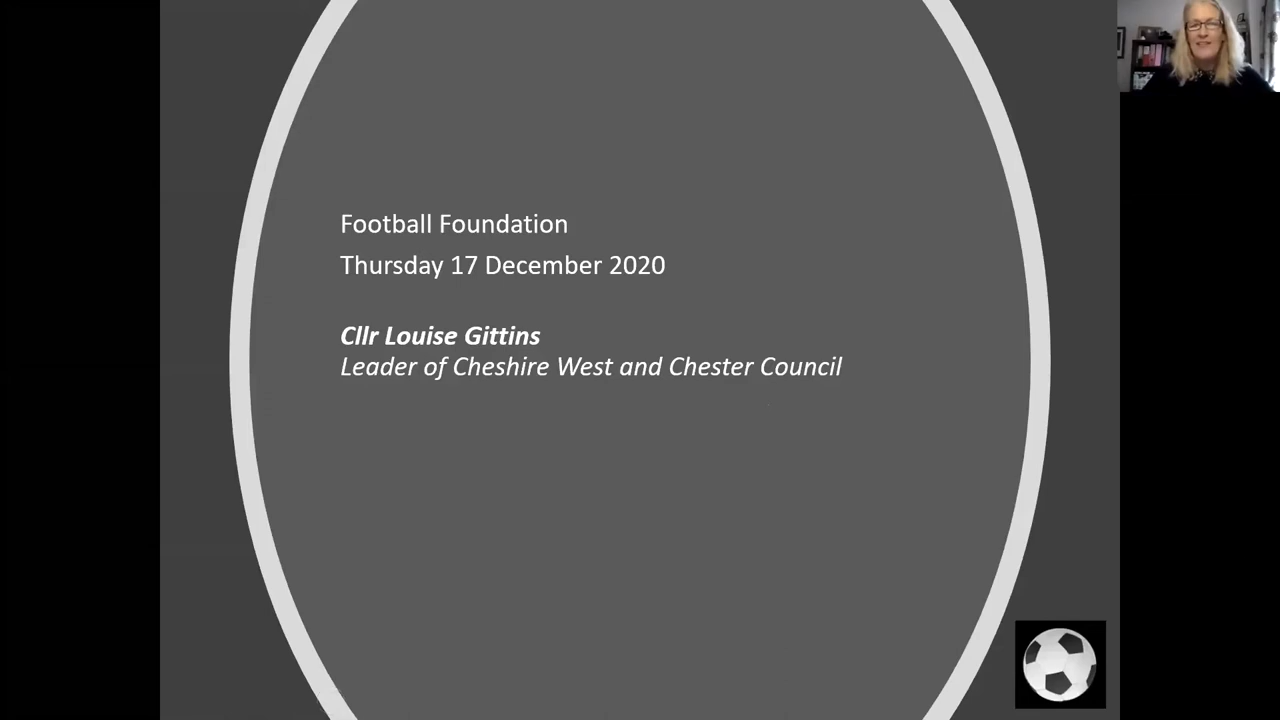 Football Foundation
Thursday 17 December 2020
Cllr Louise Gittins
Leader of Cheshire West and Chester Council